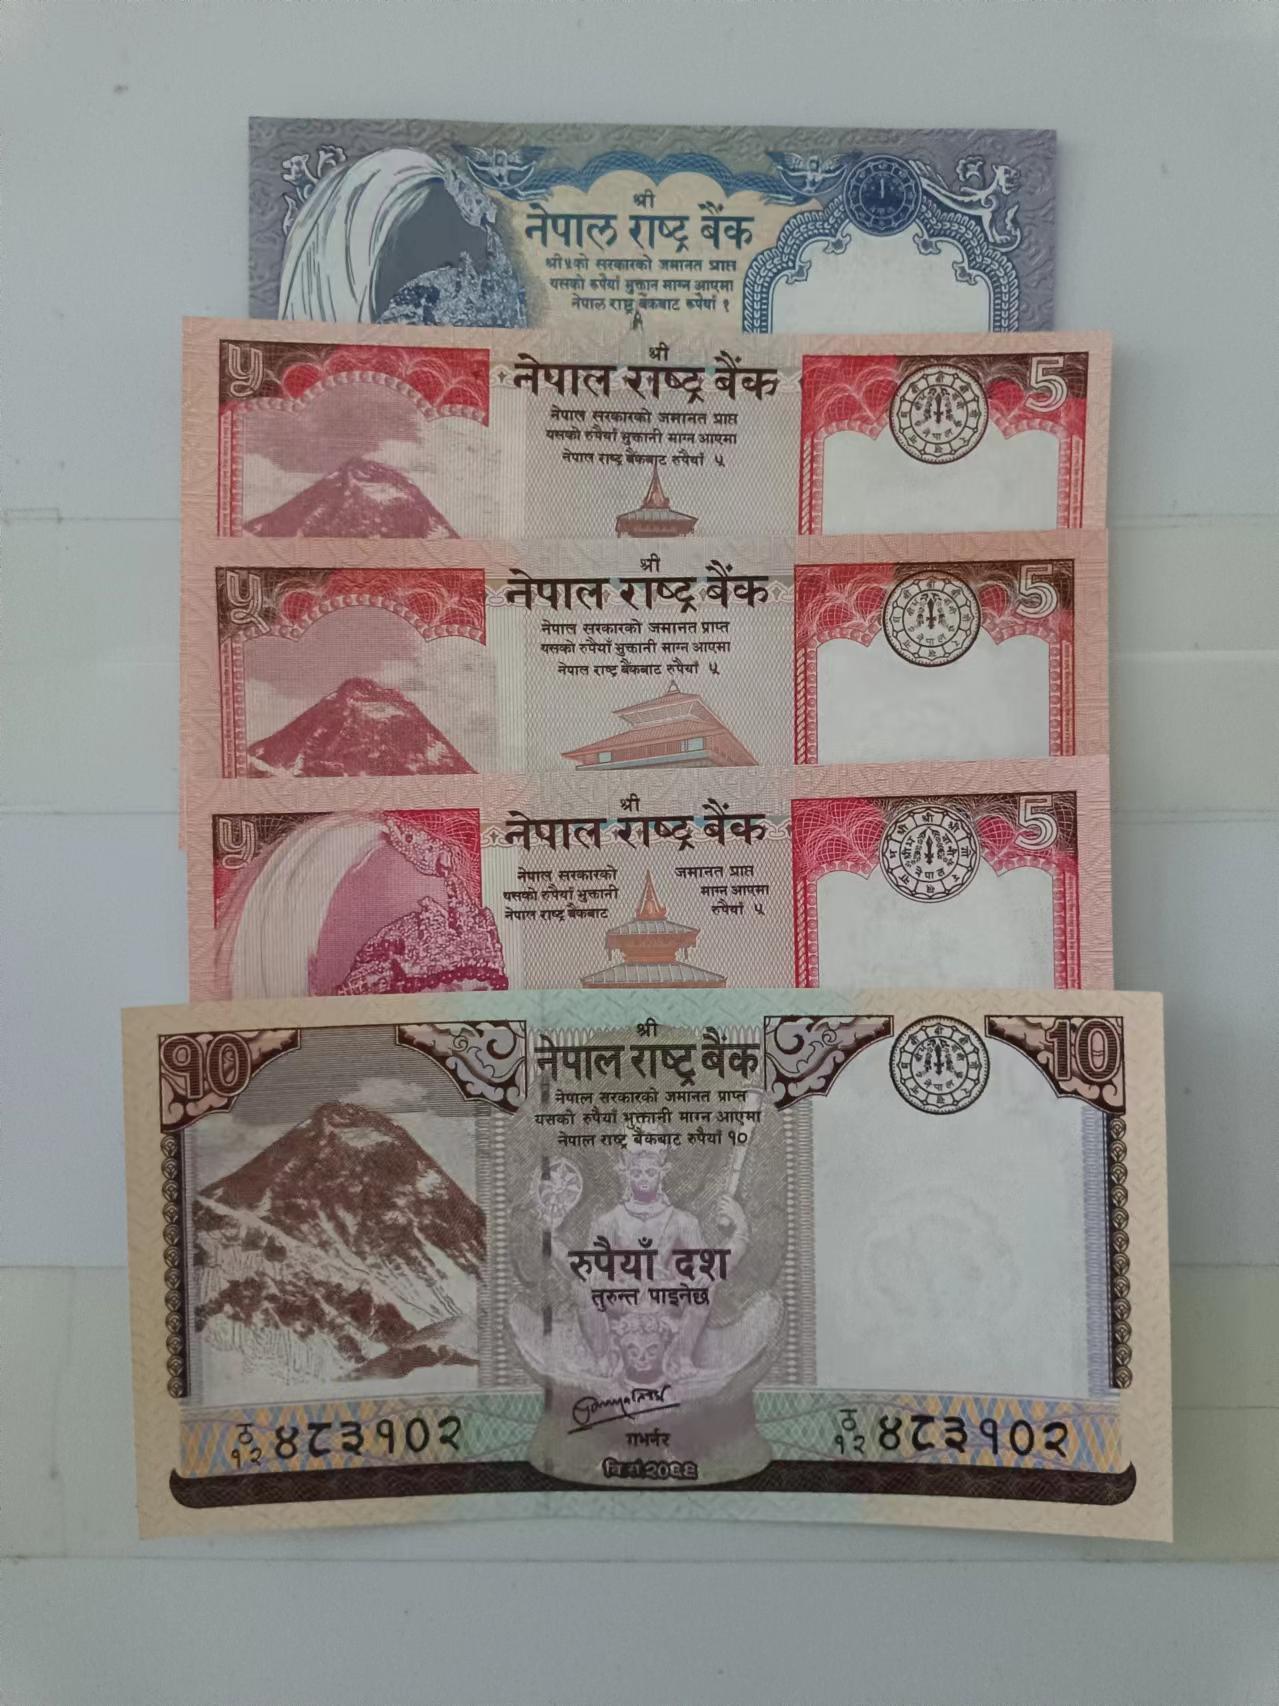 श्री
नेपाल राष्ट्र बैंक
श्री ५ को सरकारको जमानत प्राप्त
यसको रूपैयाँ भुक्तान माग्न आएमा
नेपाल राष्ट्र बैंकबाट रूपैयाँ १
५
श्री
नेपाल राष्ट्र बैंक
5
नेपाल सरकारको जमानत प्राप्त
यसको रुपैयाँ भुक्तानी माग्न आएमा
नेपाल राष्ट्र बैंकबाट रुपैयाँ ५
५
श्री
नेपाल राष्ट्र बैंक
5
नेपाल सरकारको जमानत प्राप्त
यसको रुपैयाँ भुक्तानी माग्न आएमा
नेपाल राष्ट्र बैंकबाट रुपैयाँ ५
५
श्री
नेपाल राष्ट्र बैंक
5
नेपाल सरकारको जमानत प्राप्त
यसको रुपैयाँ भुक्तानी माग्न आएमा
नेपाल राष्ट्र बैंकबाट रुपैयाँ ५
१०
श्री
नेपाल राष्ट्र बैंक
10
नेपाल सरकारको जमानत प्राप्त
यसको रुपैयाँ भुक्तानी माग्न आएमा
नेपाल राष्ट्र बैंकबाट रुपैयाँ १०
रुपैयाँ दश
तुरुन्त पाइनेछ
गभर्नर
ठ १२ ४८३१०२
ठ १२ ४८३१०२